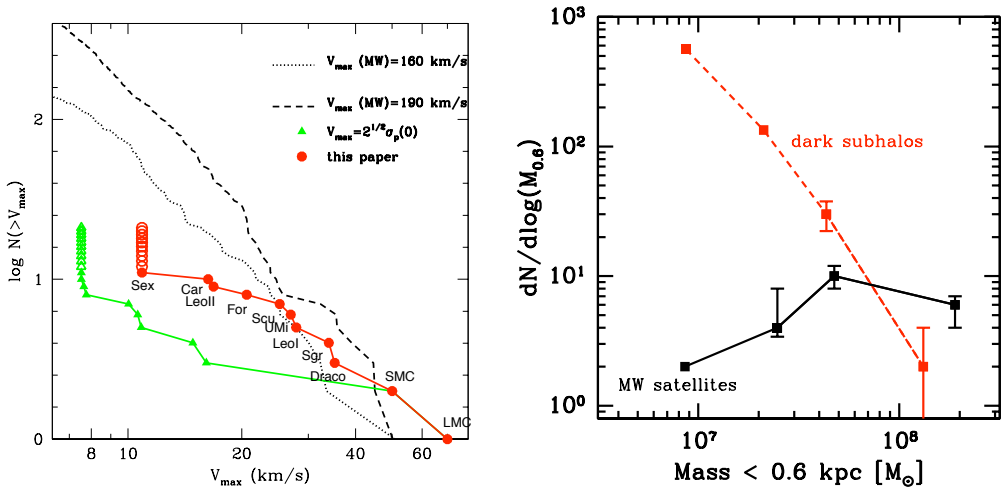 V_max (MW)=160 km/s
V_max (MW)=190 km/s
V_max=2^1/2σ_p(0)
this paper
log N(>V_max)
2
1
0
Sex
Car
LeoII
For
Scu
UMi
LeoI
Sgr
Draco
SMC
LMC
8
10
20
40
60
V_max (km/s)
dN/dlog(M_0.6)
10^3
10^2
10^1
10^0
dark subhalos
MW satellites
10^7
10^8
Mass < 0.6 kpc [M_⊙]